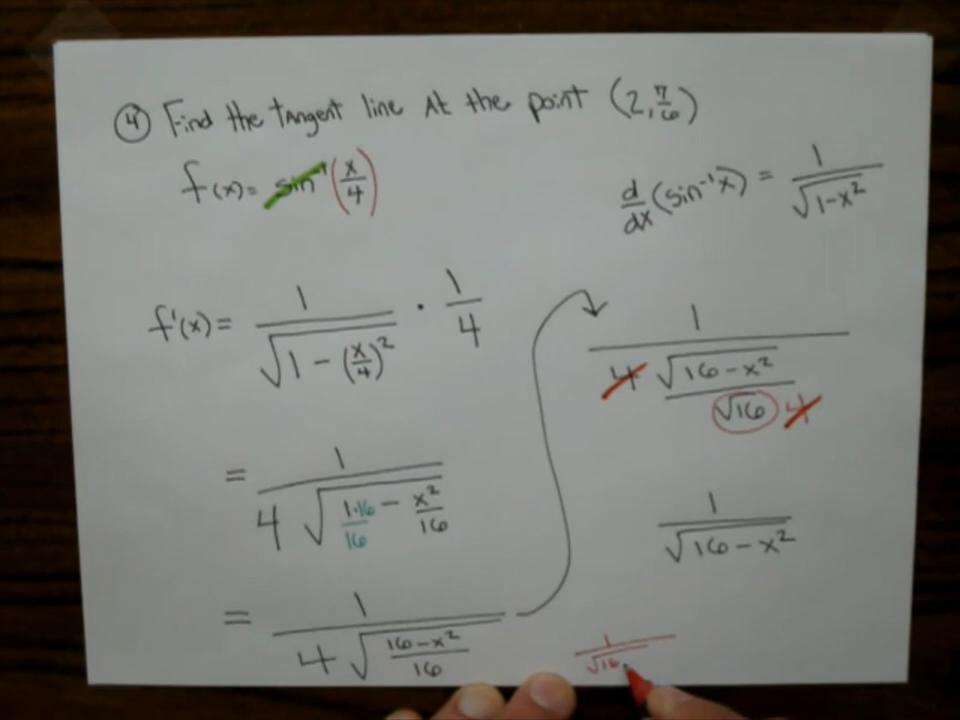 ④ Find the tangent line At the point (2, π/6)
f(x) = sin⁻¹(x/4)
d/dx (sin⁻¹x) = 1/√(1-x²)
f'(x) = 1/√(1-(x/4)²) · 1/4
= 1/(4√(1·16/16 - x²/16))
= 1/(4√((16-x²)/16))
1/(4 √(16-x²)/√16 4)
1/√(16-x²)
1/√16